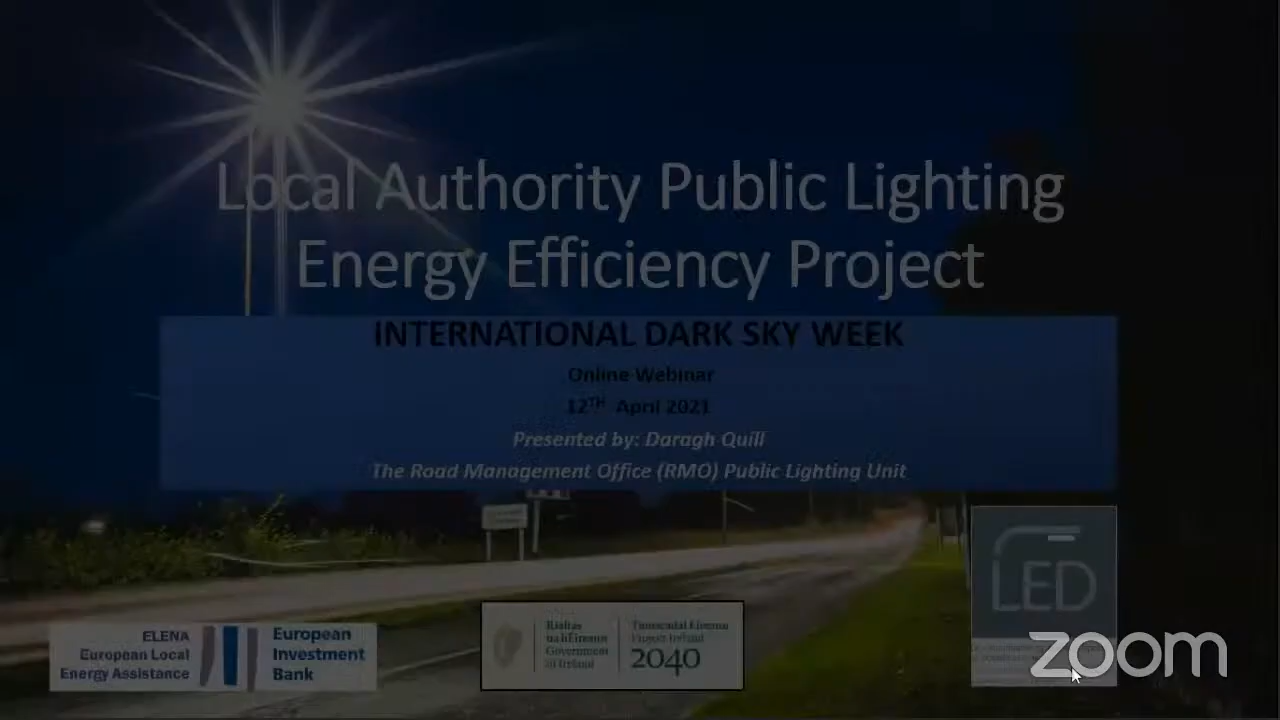 Local Authority Public Lighting
Energy Efficiency Project
INTERNATIONAL DARK SKY WEEK
Online Webinar
12TH April 2021
Presented by: Daragh Quill
The Road Management Office (RMO) Public Lighting Unit
ELENA
European Local
Energy Assistance
European
Investment
Bank
Rialtas
na hÉireann
Government
of Ireland
Tionscadal Éireann
Project Ireland
2040
LED
zoom